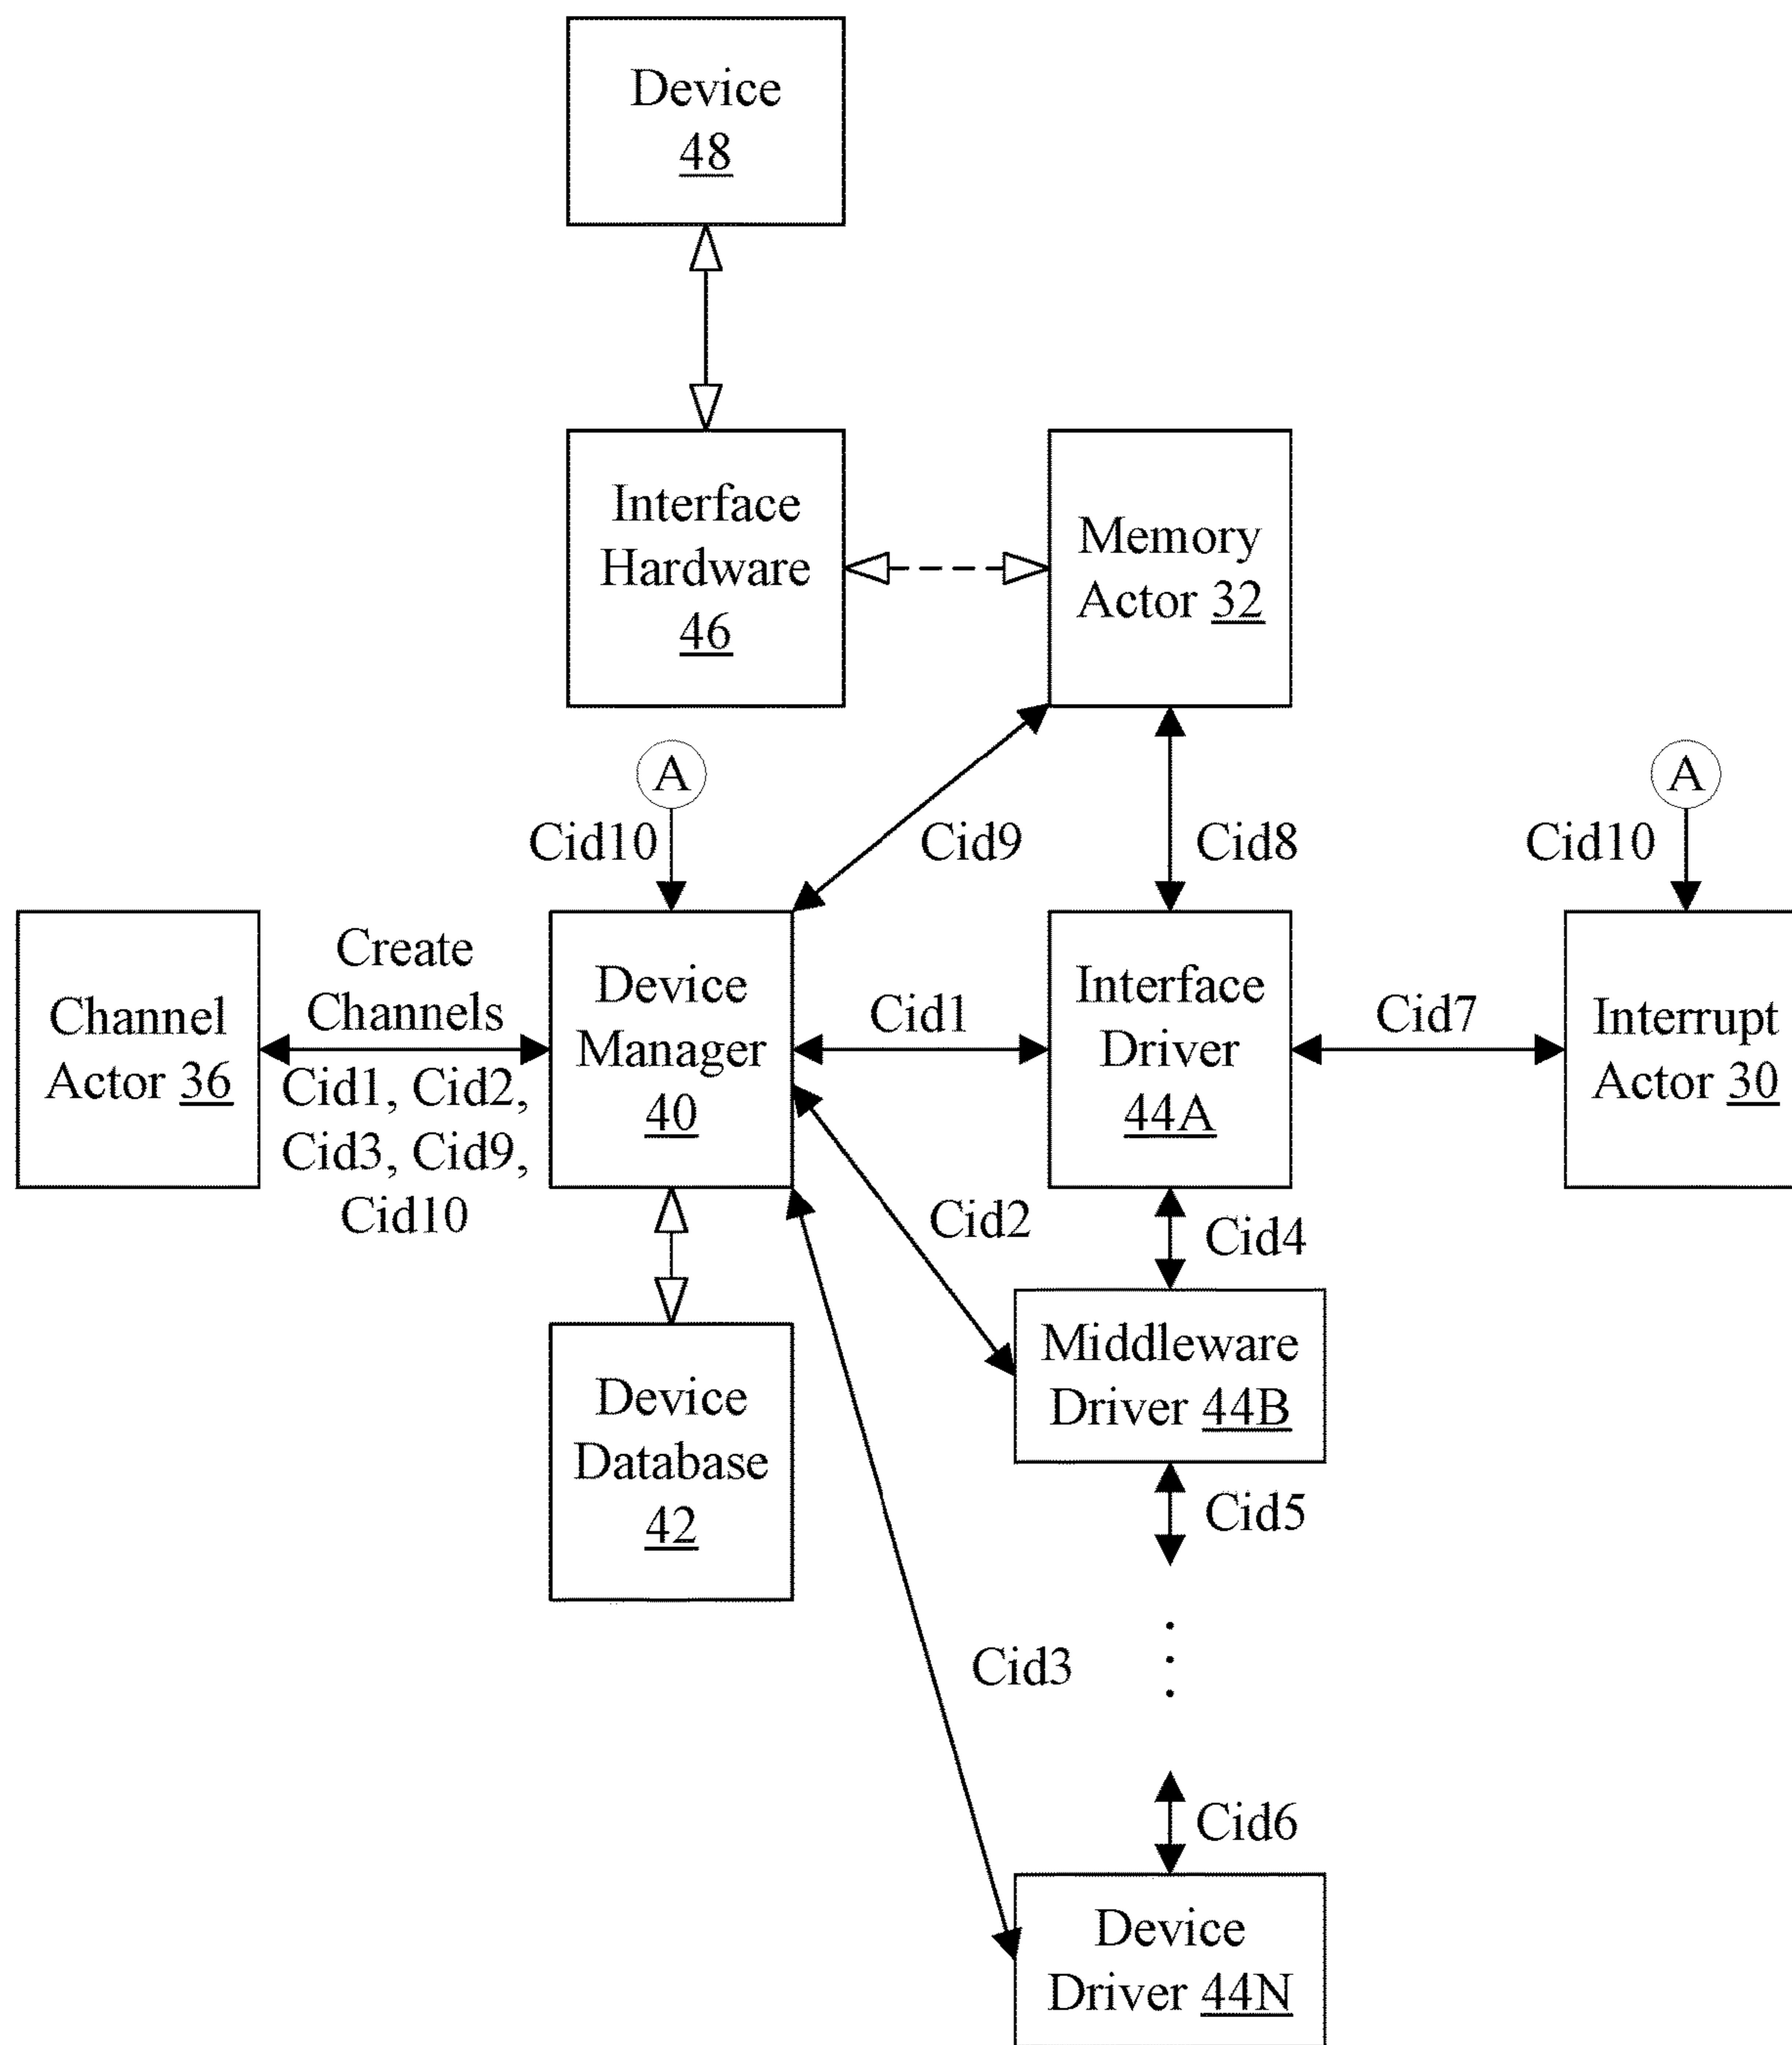 Device
48
Interface
Hardware
46
Memory
Actor 32
A
A
Cid10
Cid9
Cid8
Cid10
Channel
Actor 36
Create
Channels
Cid1, Cid2,
Cid3, Cid9,
Cid10
Device
Manager
40
Cid1
Interface
Driver
44A
Cid7
Interrupt
Actor 30
Cid2
Cid4
Device
Database
42
Middleware
Driver 44B
Cid5
Cid3
Cid6
Device
Driver 44N